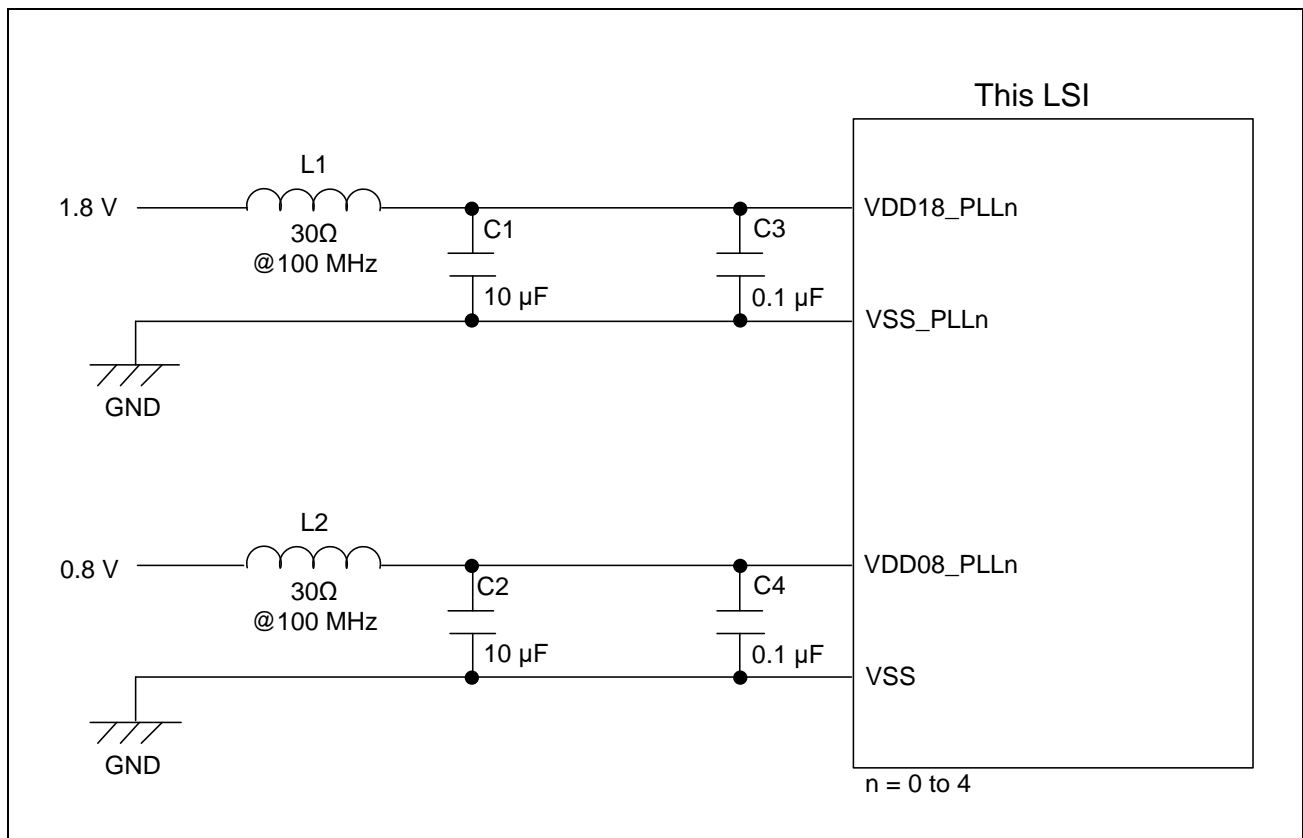 This LSI
L1
1.8 V
30Ω
@100 MHz
C1
10 µF
C3
0.1 µF
VDD18_PLLn
VSS_PLLn
GND
L2
0.8 V
30Ω
@100 MHz
C2
10 µF
C4
0.1 µF
VDD08_PLLn
VSS
GND
n = 0 to 4